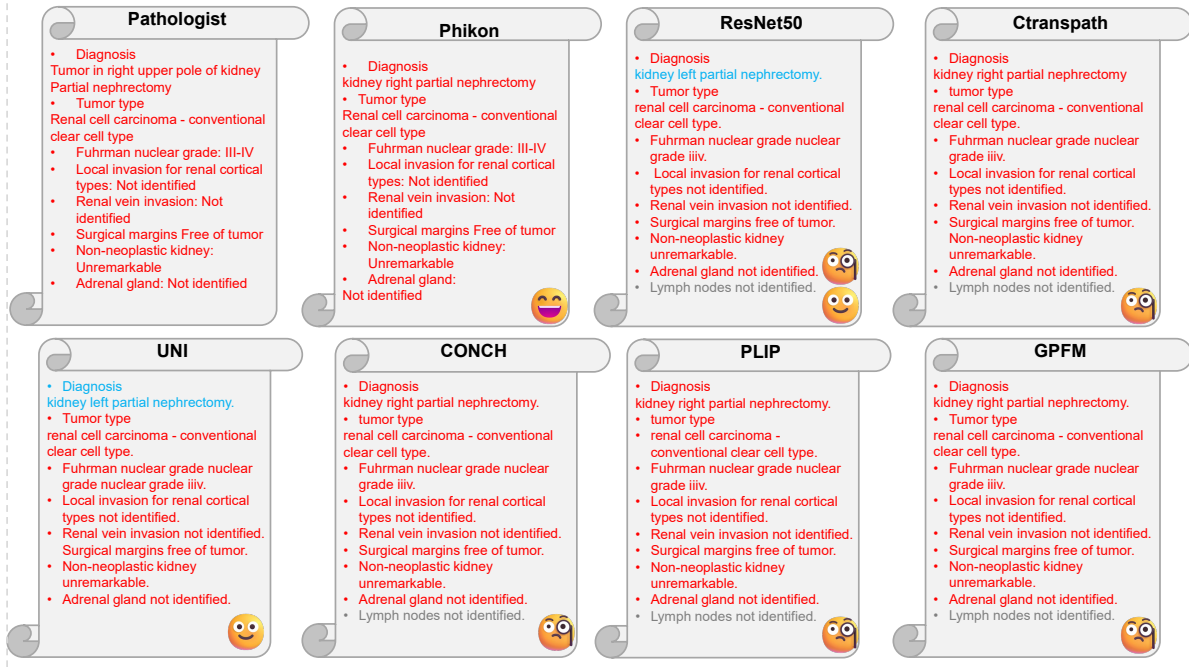 Pathologist
• Diagnosis
Tumor in right upper pole of kidney
Partial nephrectomy
• Tumor type
Renal cell carcinoma - conventional
clear cell type
• Fuhrman nuclear grade: III-IV
• Local invasion for renal cortical
types: Not identified
• Renal vein invasion: Not
identified
• Surgical margins Free of tumor
• Non-neoplastic kidney:
Unremarkable
• Adrenal gland: Not identified
Phikon
• Diagnosis
kidney right partial nephrectomy
• Tumor type
Renal cell carcinoma - conventional
clear cell type
• Fuhrman nuclear grade: III-IV
• Local invasion for renal cortical
types: Not identified
• Renal vein invasion: Not
identified
• Surgical margins Free of tumor
• Non-neoplastic kidney:
Unremarkable
• Adrenal gland:
Not identified
ResNet50
• Diagnosis
kidney left partial nephrectomy.
• Tumor type
renal cell carcinoma - conventional
clear cell type.
• Fuhrman nuclear grade nuclear
grade iiiv.
• Local invasion for renal cortical
types not identified.
• Renal vein invasion not identified.
• Surgical margins free of tumor.
• Non-neoplastic kidney
unremarkable.
• Adrenal gland not identified.
• Lymph nodes not identified.
Ctranspath
• Diagnosis
kidney right partial nephrectomy
• tumor type
renal cell carcinoma - conventional
clear cell type.
• Fuhrman nuclear grade nuclear
grade iiiv.
• Local invasion for renal cortical
types not identified.
• Renal vein invasion not identified.
• Surgical margins free of tumor.
Non-neoplastic kidney
unremarkable.
• Adrenal gland not identified.
• Lymph nodes not identified.
UNI
• Diagnosis
kidney left partial nephrectomy.
• Tumor type
renal cell carcinoma - conventional
clear cell type.
• Fuhrman nuclear grade nuclear
grade nuclear grade iiiv.
• Local invasion for renal cortical
types not identified.
• Renal vein invasion not identified.
Surgical margins free of tumor.
• Non-neoplastic kidney
unremarkable.
• Adrenal gland not identified.
CONCH
• Diagnosis
kidney right partial nephrectomy.
• tumor type
renal cell carcinoma - conventional
clear cell type.
• Fuhrman nuclear grade nuclear
grade iiiv.
• Local invasion for renal cortical
types not identified.
• Renal vein invasion not identified.
• Surgical margins free of tumor.
• Non-neoplastic kidney
unremarkable.
• Adrenal gland not identified.
• Lymph nodes not identified.
PLIP
• Diagnosis
kidney right partial nephrectomy.
• tumor type
• renal cell carcinoma -
conventional clear cell type.
• Fuhrman nuclear grade nuclear
grade iiiv.
• Local invasion for renal cortical
types not identified.
• Renal vein invasion not identified.
• Surgical margins free of tumor.
• Non-neoplastic kidney
unremarkable.
• Adrenal gland not identified.
• Lymph nodes not identified.
GPFM
• Diagnosis
kidney right partial nephrectomy.
• Tumor type
renal cell carcinoma - conventional
clear cell type.
• Fuhrman nuclear grade nuclear
grade iiiv.
• Local invasion for renal cortical
types not identified.
• Renal vein invasion not identified.
• Surgical margins free of tumor.
• Non-neoplastic kidney
unremarkable.
• Adrenal gland not identified.
• Lymph nodes not identified.